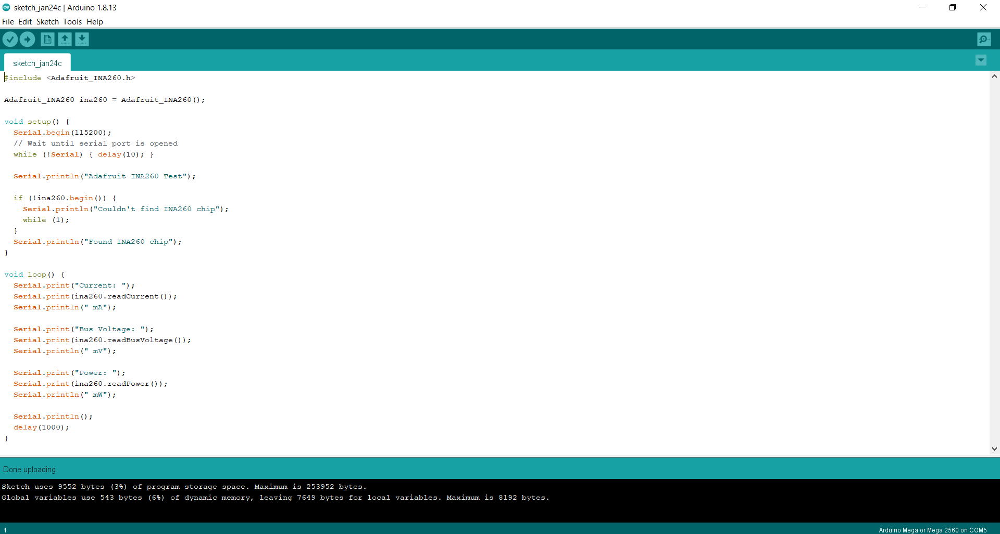 sketch_jan24c | Arduino 1.8.13
File Edit Sketch Tools Help
sketch_jan24c
#include <Adafruit_INA260.h>
Adafruit_INA260 ina260 = Adafruit_INA260();
void setup() {
  Serial.begin(115200);
  // Wait until serial port is opened
  while (!Serial) { delay(10); }
  Serial.println("Adafruit INA260 Test");
  if (!ina260.begin()) {
    Serial.println("Couldn't find INA260 chip");
    while (1);
  }
  Serial.println("Found INA260 chip");
}
void loop() {
  Serial.print("Current: ");
  Serial.print(ina260.readCurrent());
  Serial.println(" mA");
  Serial.print("Bus Voltage: ");
  Serial.print(ina260.readBusVoltage());
  Serial.println(" mV");
  Serial.print("Power: ");
  Serial.print(ina260.readPower());
  Serial.println(" mW");
  Serial.println();
  delay(1000);
}
Done uploading.
Sketch uses 9552 bytes (3%) of program storage space. Maximum is 253952 bytes.
Global variables use 543 bytes (6%) of dynamic memory, leaving 7649 bytes for local variables. Maximum is 8192 bytes.
1
Arduino Mega or Mega 2560 on COM5